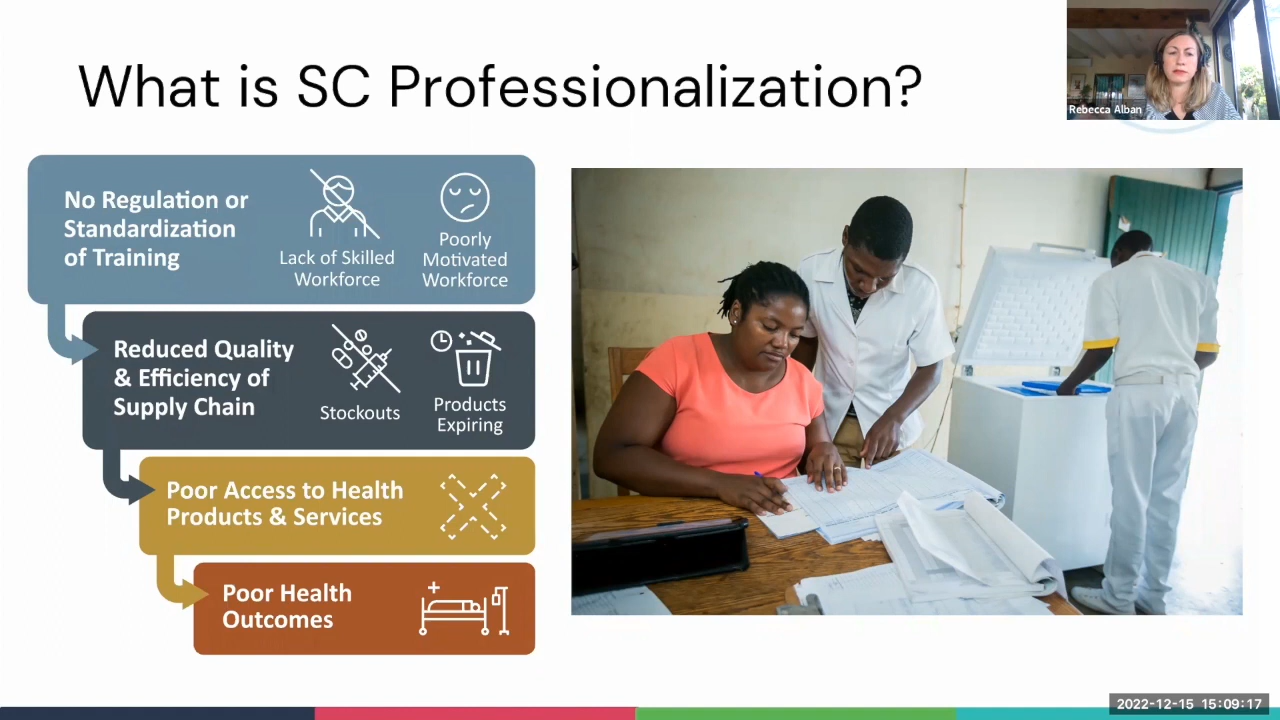 What is SC Professionalization?
Rebecca Alban
No Regulation or
Standardization
of Training
Lack of Skilled
Workforce
Poorly
Motivated
Workforce
Reduced Quality
& Efficiency of
Supply Chain
Stockouts
Products
Expiring
Poor Access to Health
Products & Services
Poor Health
Outcomes
2022-12-15 15:09:17